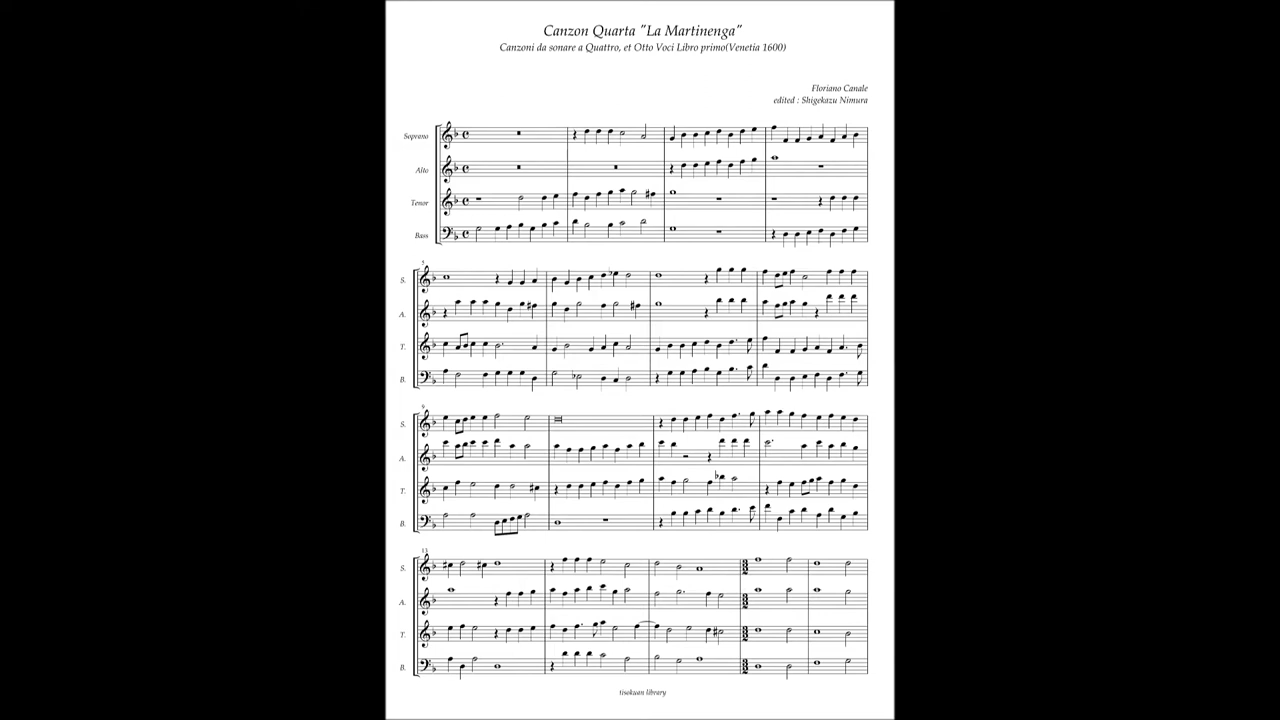 Canzon Quarta "La Martinenga"
Canzoni da sonare a Quattro, et Otto Voci Libro primo(Venetia 1600)
Floriano Canale
edited : Shigekazu Nimura
Soprano
Alto
Tenor
Bass
5
S.
A.
T.
B.
9
S.
A.
T.
B.
13
S.
A.
T.
B.
tisokuan library